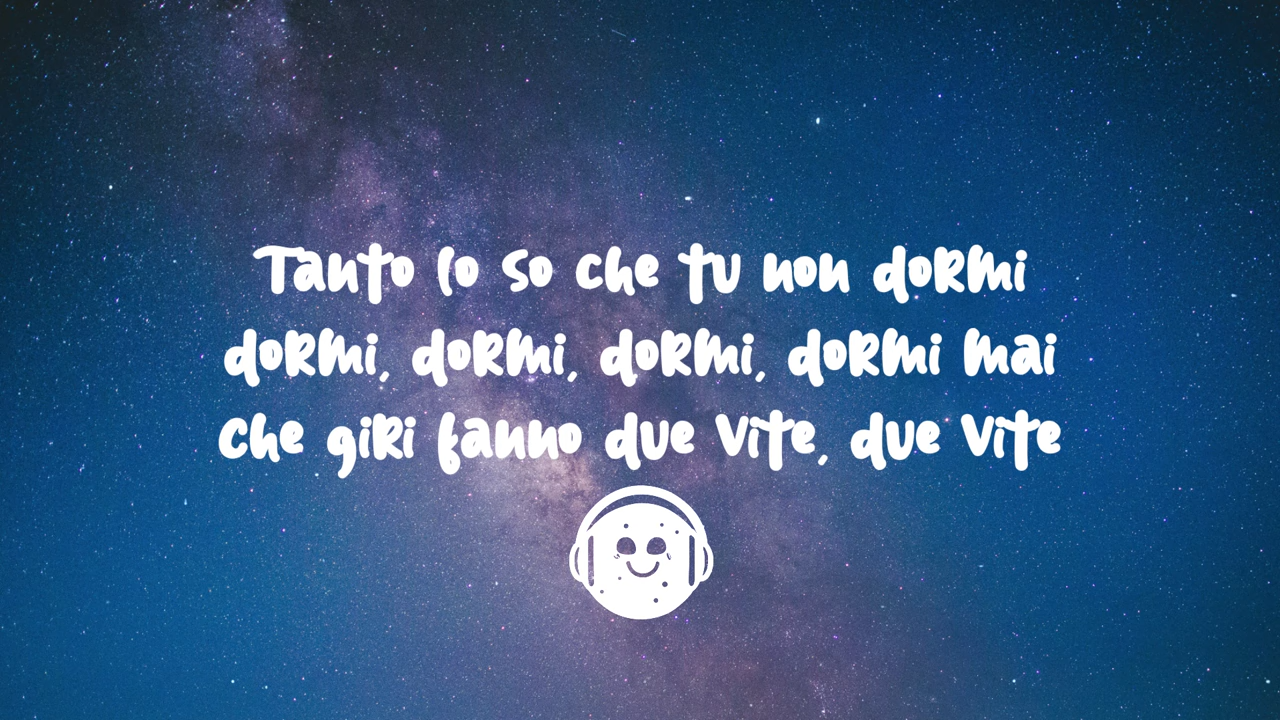 Tanto lo so che tu non dormi
dormi, dormi, dormi, dormi mai
che giri fanno due vite, due vite